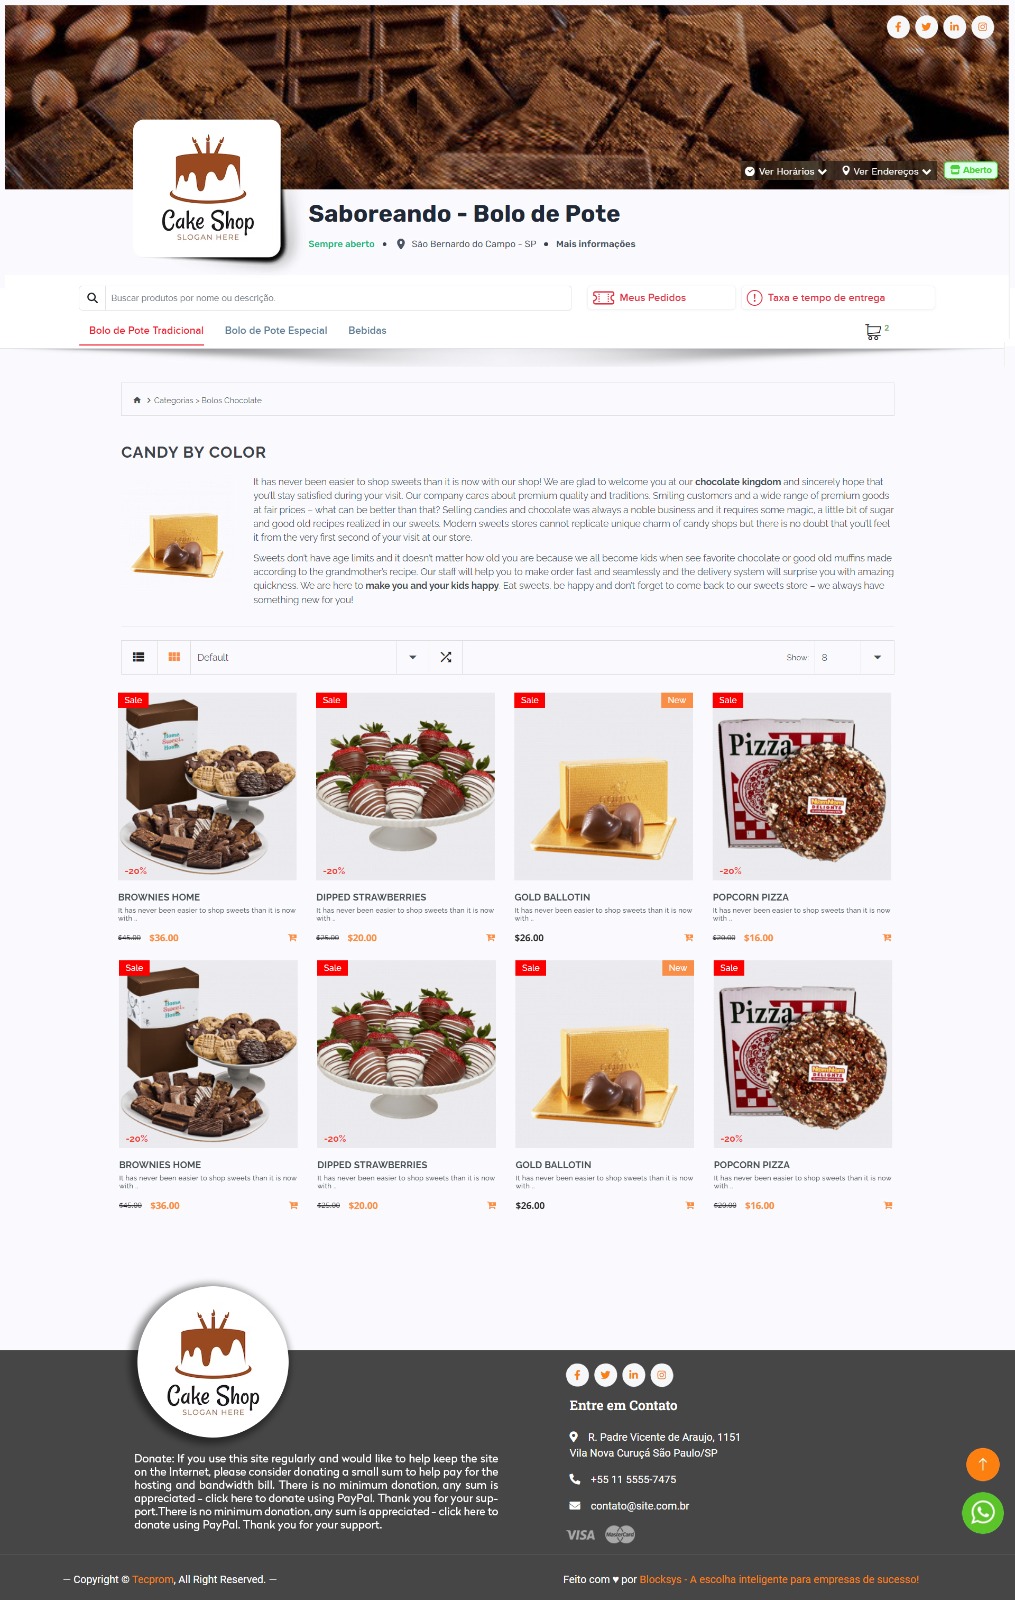 Ver Horários
Ver Endereços
Aberto
Cake Shop
SLOGAN HERE
Saboreando - Bolo de Pote
Sempre aberto • São Bernardo do Campo - SP • Mais informações
Buscar produtos por nome ou descrição.
Meus Pedidos
Taxa e tempo de entrega
Bolo de Pote Tradicional
Bolo de Pote Especial
Bebidas
2
Categorias > Bolos Chocolate
CANDY BY COLOR
It has never been easier to shop sweets than it is now with our shop! We are glad to welcome you at our chocolate kingdom and sincerely hope that
you'll stay satisfied during your visit. Our company cares about premium quality and traditions. Smiling customers and a wide range of premium goods
at fair prices – what can be better than that? Selling candies and chocolate was always a noble business and it requires some magic, a little bit of sugar
and good old recipes realized in our sweets. Modern sweets stores cannot replicate unique charm of candy shops but there is no doubt that you'll feel
it from the very first second of your visit at our store.
Sweets don't have age limits and it doesn't matter how old you are because we all become kids when see favorite chocolate or good old muffins made
according to the grandmother's recipe. Our staff will help you to make order fast and seamlessly and the delivery system will surprise you with amazing
quickness. We are here to make you and your kids happy. Eat sweets, be happy and don't forget to come back to our sweets store – we always have
something new for you!
Default
Show: 8
Sale
Home Sweet Home
-20%
BROWNIES HOME
It has never been easier to shop sweets than it is now
with ..
$45.00 $36.00
Sale
-20%
DIPPED STRAWBERRIES
It has never been easier to shop sweets than it is now
with ..
$25.00 $20.00
Sale
New
GODIVA
GOLD BALLOTIN
It has never been easier to shop sweets than it is now
with ..
$26.00
Sale
Pizza
NomNom
DELIGHTS
-20%
POPCORN PIZZA
It has never been easier to shop sweets than it is now
with ..
$20.00 $16.00
Sale
Home Sweet Home
-20%
BROWNIES HOME
It has never been easier to shop sweets than it is now
with ..
$45.00 $36.00
Sale
-20%
DIPPED STRAWBERRIES
It has never been easier to shop sweets than it is now
with ..
$25.00 $20.00
Sale
New
GODIVA
GOLD BALLOTIN
It has never been easier to shop sweets than it is now
with ..
$26.00
Sale
Pizza
NomNom
DELIGHTS
-20%
POPCORN PIZZA
It has never been easier to shop sweets than it is now
with ..
$20.00 $16.00
Cake Shop
SLOGAN HERE
Donate: If you use this site regularly and would like to help keep the site
on the Internet, please consider donating a small sum to help pay for the
hosting and bandwidth bill. There is no minimum donation, any sum is
appreciated - click here to donate using PayPal. Thank you for your sup-
port.There is no minimum donation, any sum is appreciated - click here to
donate using PayPal. Thank you for your support.
Entre em Contato
R. Padre Vicente de Araujo, 1151
Vila Nova Curuçá São Paulo/SP
+55 11 5555-7475
contato@site.com.br
VISA
MasterCard
— Copyright © Tecprom, All Right Reserved. —
Feito com ♥ por Blocksys - A escolha inteligente para empresas de sucesso!